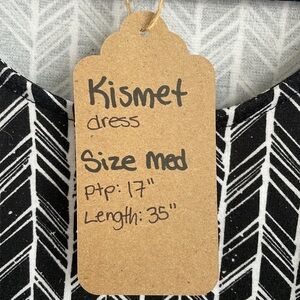 Kismet
dress
Size Med
ptp: 17"
Length: 35"